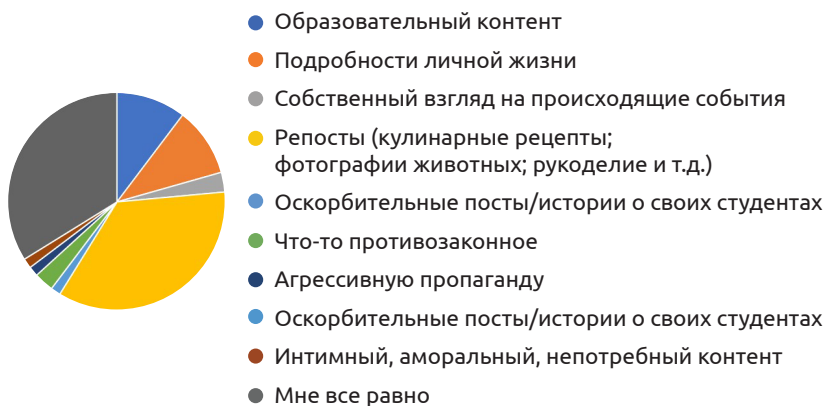 Образовательный контент
Подробности личной жизни
Собственный взгляд на происходящие события
Репосты (кулинарные рецепты;
фотографии животных; рукоделие и т.д.)
Оскорбительные посты/истории о своих студентах
Что-то противозаконное
Агрессивную пропаганду
Оскорбительные посты/истории о своих студентах
Интимный, аморальный, непотребный контент
Мне все равно